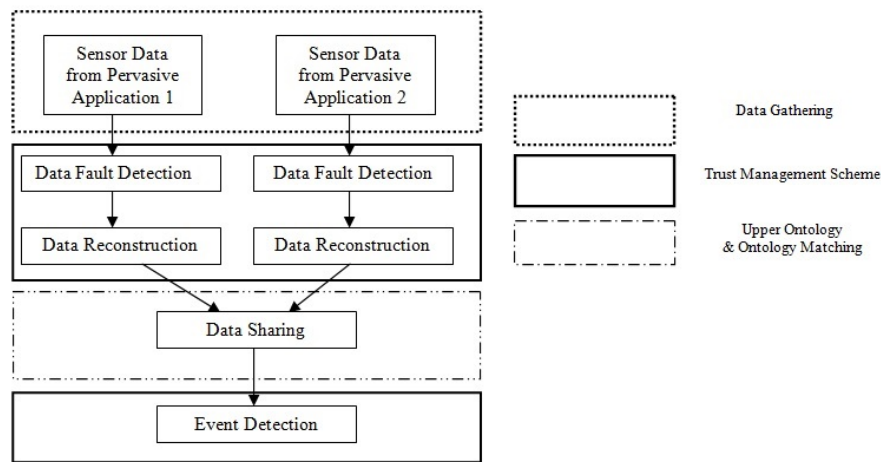 Sensor Data
from Pervasive
Application 1
Sensor Data
from Pervasive
Application 2
Data Fault Detection
Data Fault Detection
Data Reconstruction
Data Reconstruction
Data Sharing
Event Detection
Data Gathering
Trust Management Scheme
Upper Ontology
& Ontology Matching